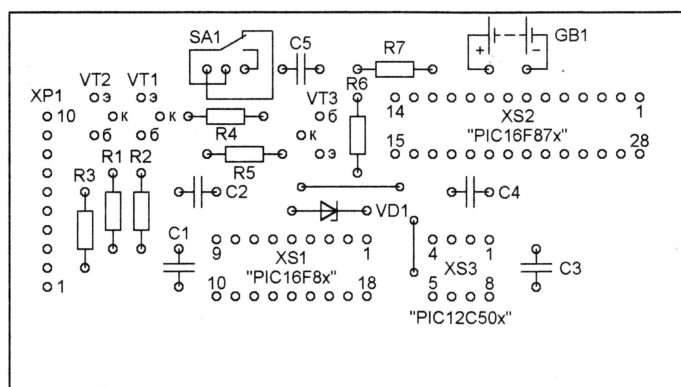 SA1
C5
R7
+
−
GB1
VT2 VT1
R6
XP1
э э
VT3
10
к к
б
14
1
XS2
"PIC16F87x"
б б
R4
к
15
28
R1 R2
R5
э
R3
C2
C4
VD1
C1
9
1
4
1
XS1
"PIC16F8x"
XS3
C3
1
10
18
5
8
"PIC12C50x"